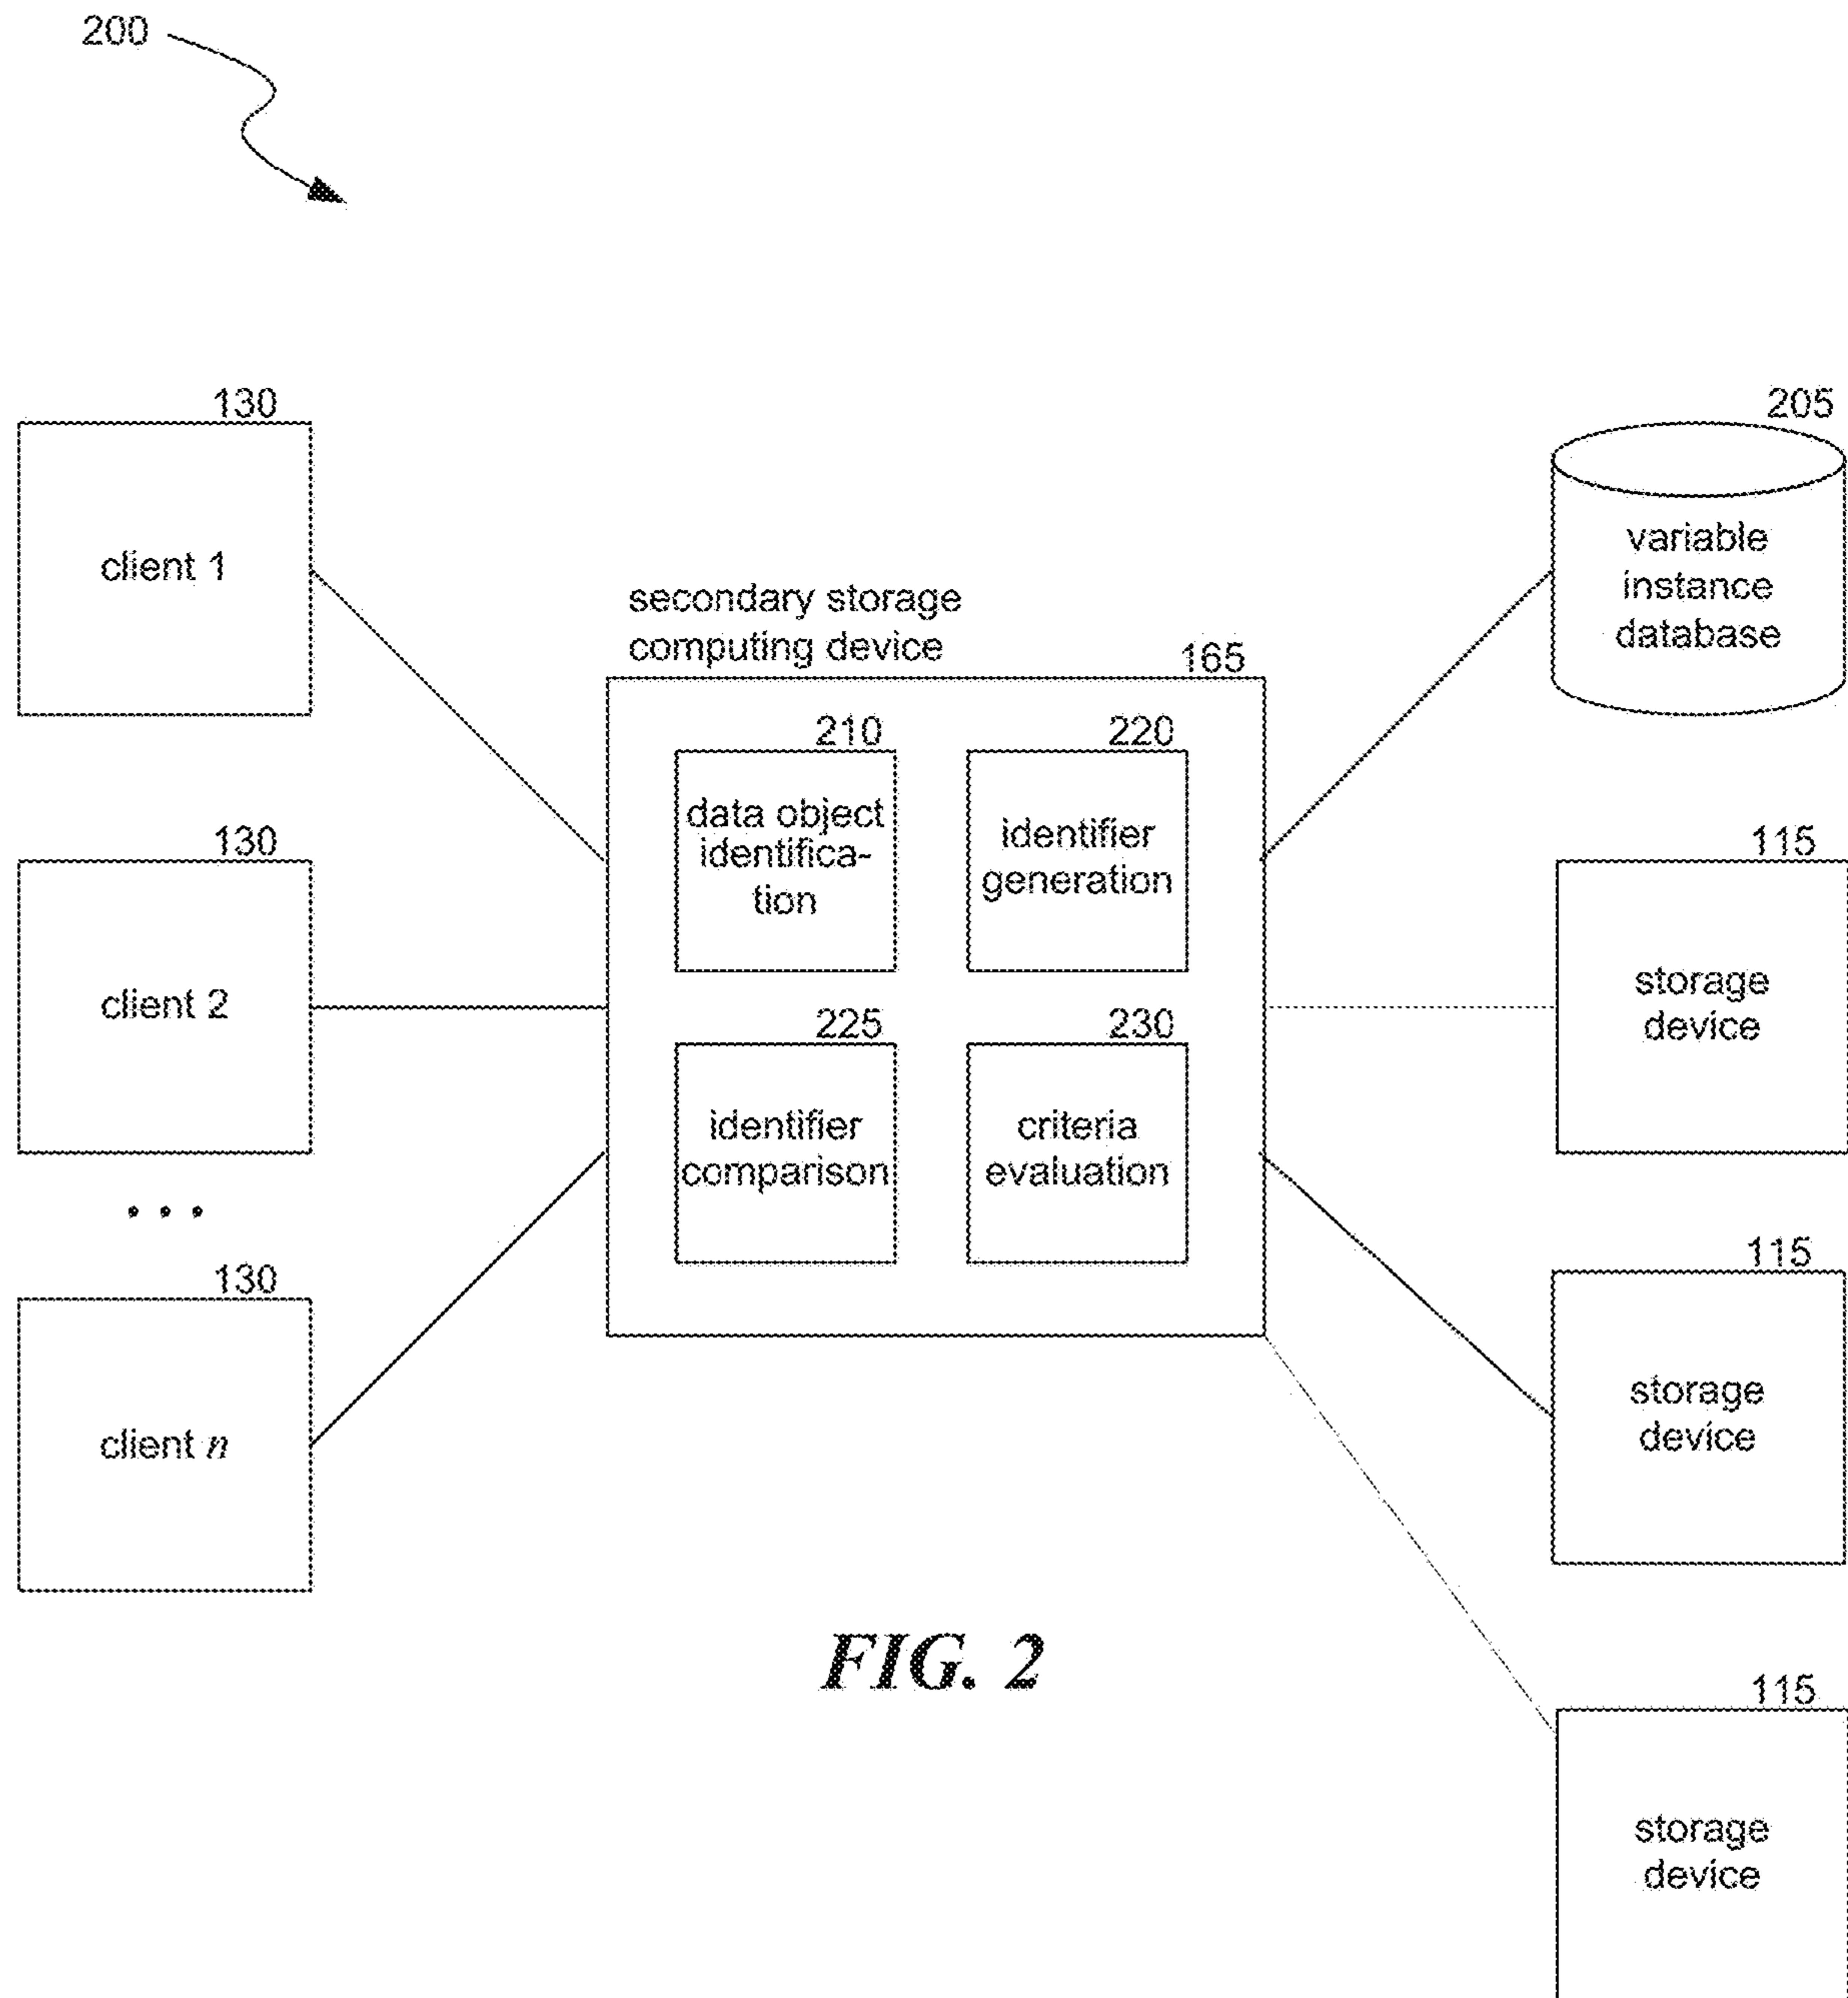 200
130
client 1
130
client 2
. . .
130
client n
secondary storage
computing device
165
210
data object
identifica-
tion
220
identifier
generation
225
identifier
comparison
230
criteria
evaluation
205
variable
instance
database
115
storage
device
115
storage
device
115
storage
device
FIG. 2